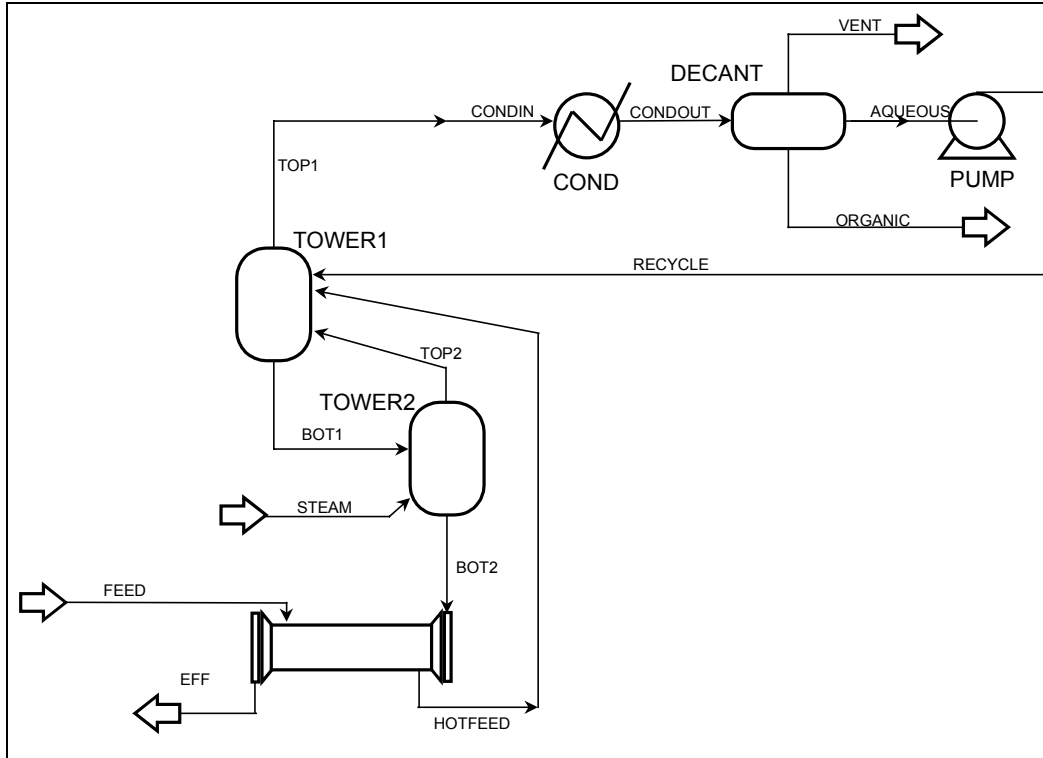 VENT
DECANT
CONDIN
CONDOUT
AQUEOUS
TOP1
COND
PUMP
ORGANIC
TOWER1
RECYCLE
TOP2
TOWER2
BOT1
STEAM
BOT2
FEED
EFF
HOTFEED